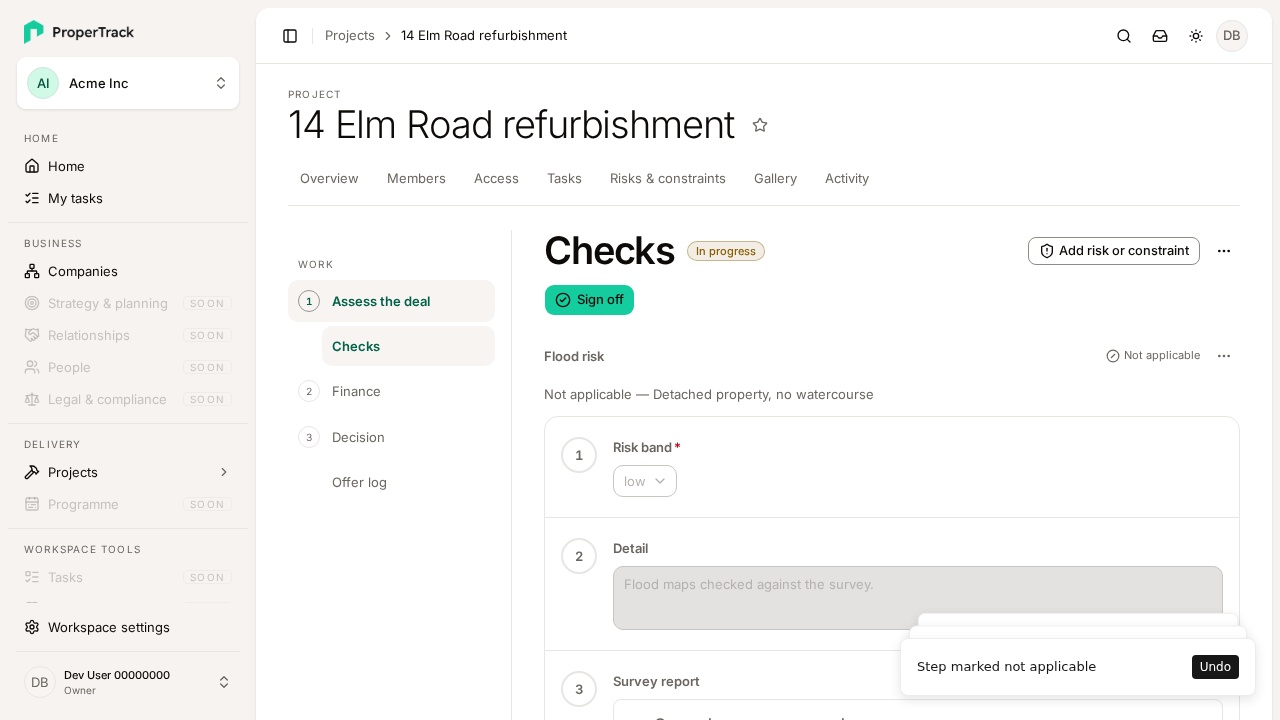 ProperTrack
AI
Acme Inc
HOME
Home
My tasks
BUSINESS
Companies
Strategy & planning
SOON
Relationships
SOON
People
SOON
Legal & compliance
SOON
DELIVERY
Projects
Programme
SOON
WORKSPACE TOOLS
Tasks
SOON
Workspace settings
DB
Dev User 00000000
Owner
Projects
14 Elm Road refurbishment
DB
PROJECT
14 Elm Road refurbishment
Overview
Members
Access
Tasks
Risks & constraints
Gallery
Activity
WORK
1
Assess the deal
Checks
2
Finance
3
Decision
Offer log
Checks
In progress
Add risk or constraint
Sign off
Flood risk
Not applicable
Not applicable — Detached property, no watercourse
1
Risk band *
low
2
Detail
Flood maps checked against the survey.
3
Survey report
Step marked not applicable
Undo